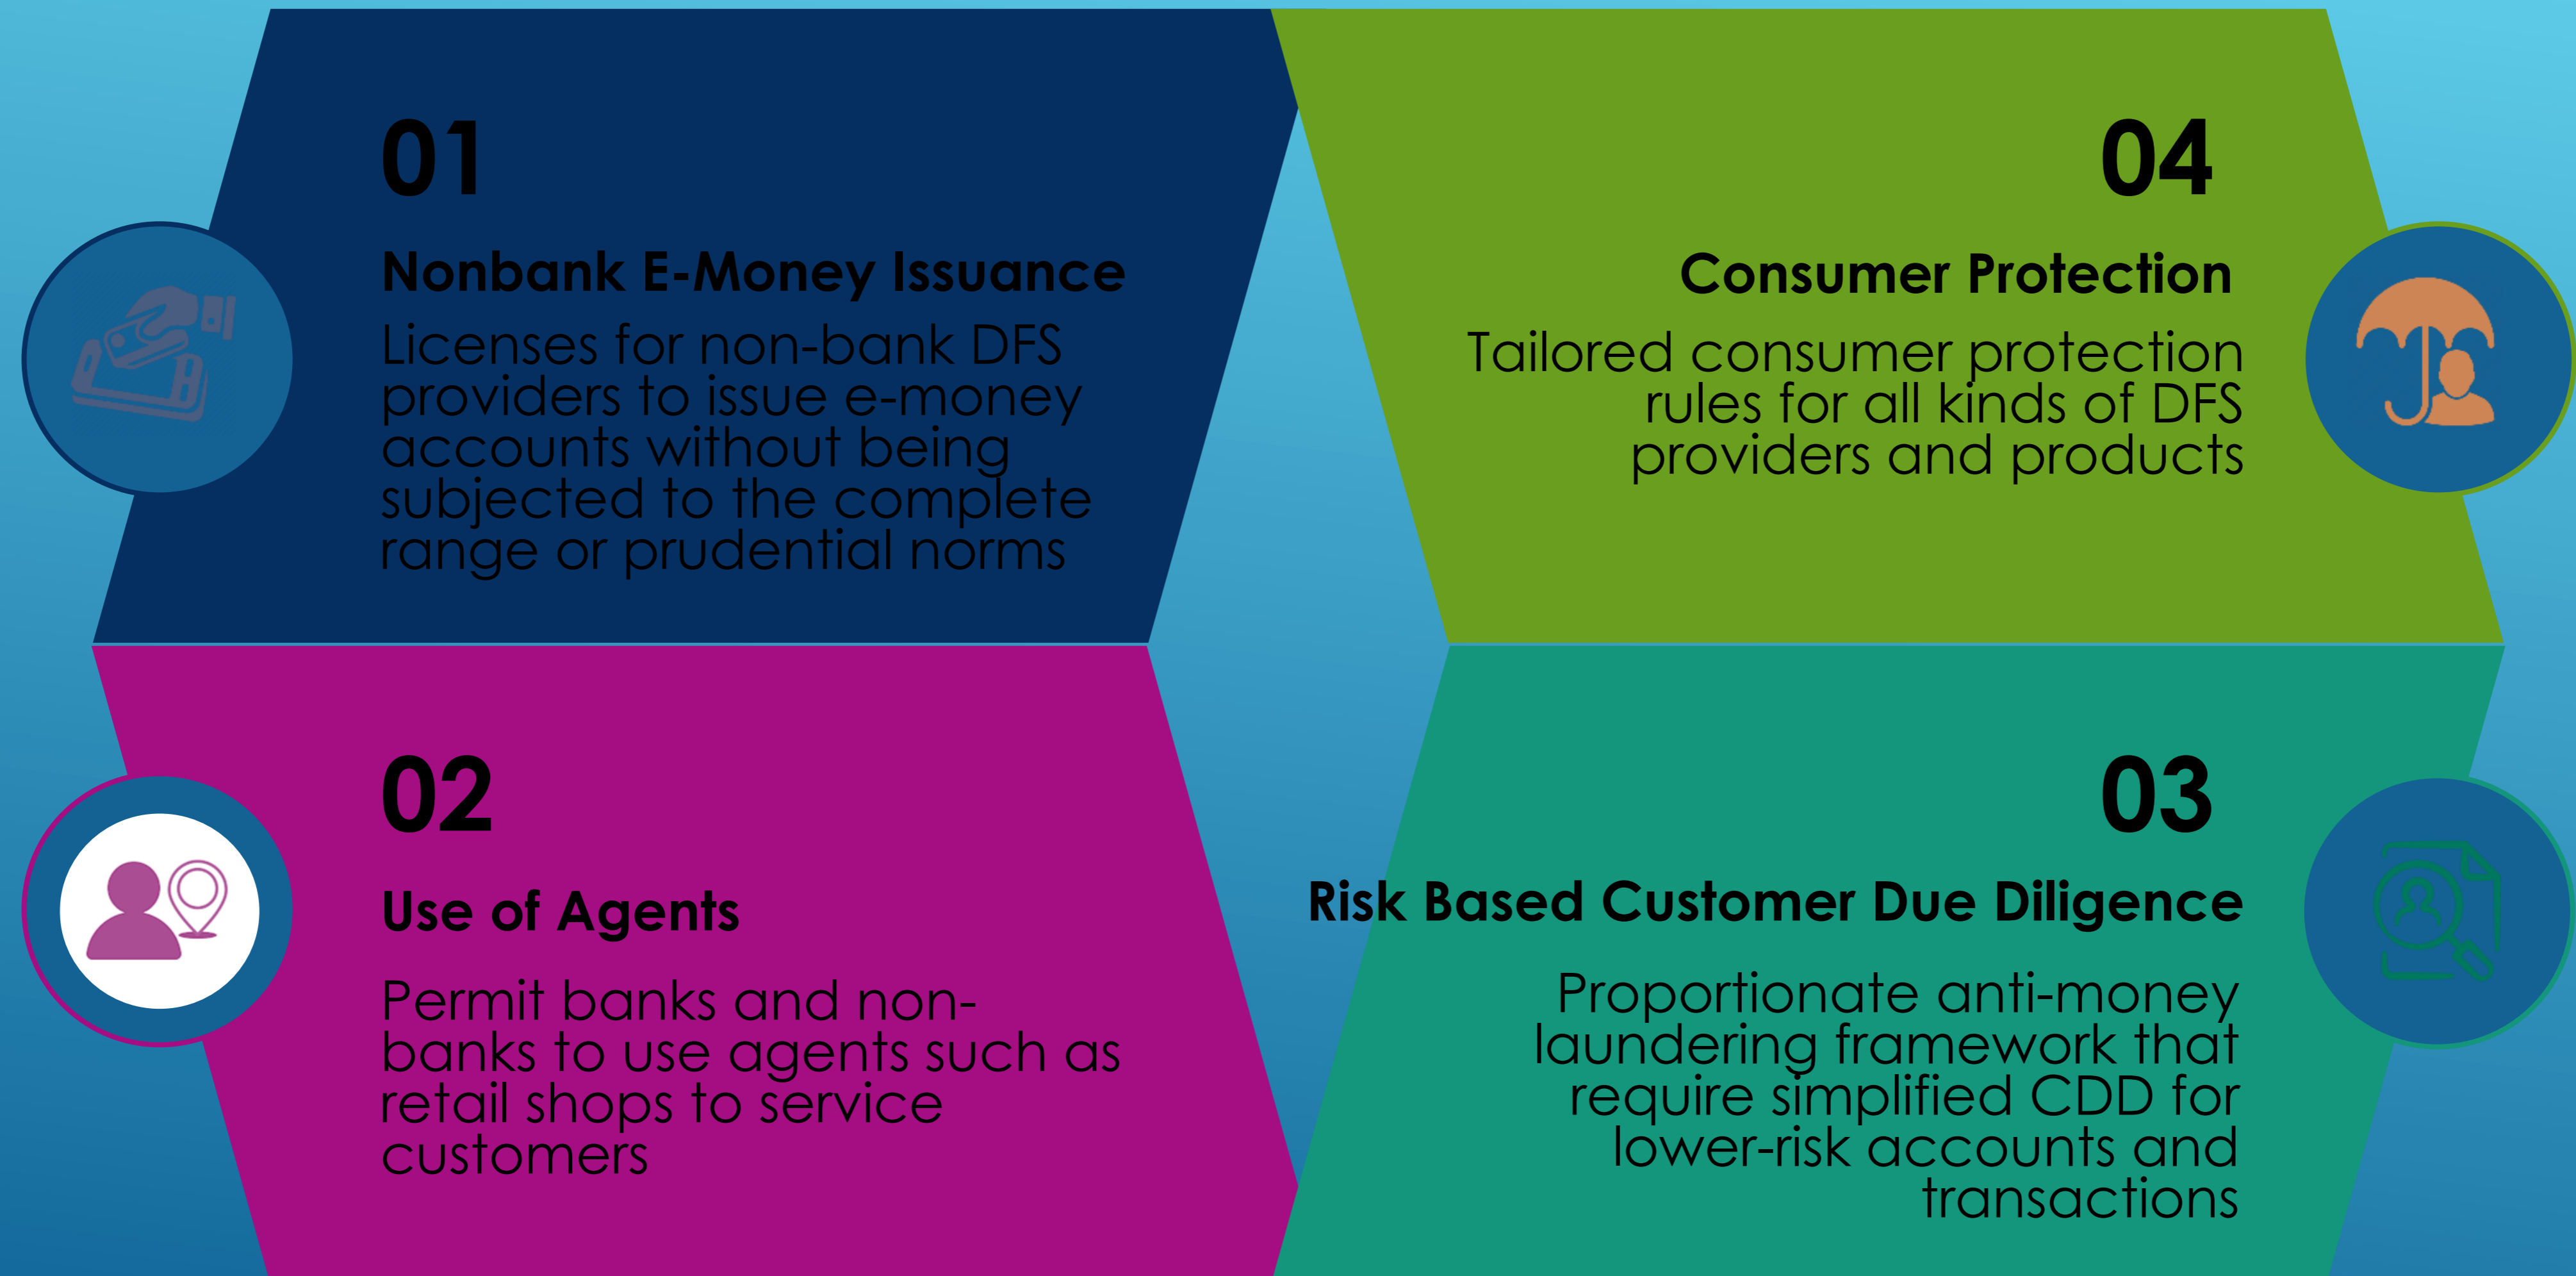 01
Nonbank E-Money Issuance
Licenses for non-bank DFS
providers to issue e-money
accounts without being
subjected to the complete
range or prudential norms
02
Use of Agents
Permit banks and non-
banks to use agents such as
retail shops to service
customers
03
Risk Based Customer Due Diligence
Proportionate anti-money
laundering framework that
require simplified CDD for
lower-risk accounts and
transactions
04
Consumer Protection
Tailored consumer protection
rules for all kinds of DFS
providers and products